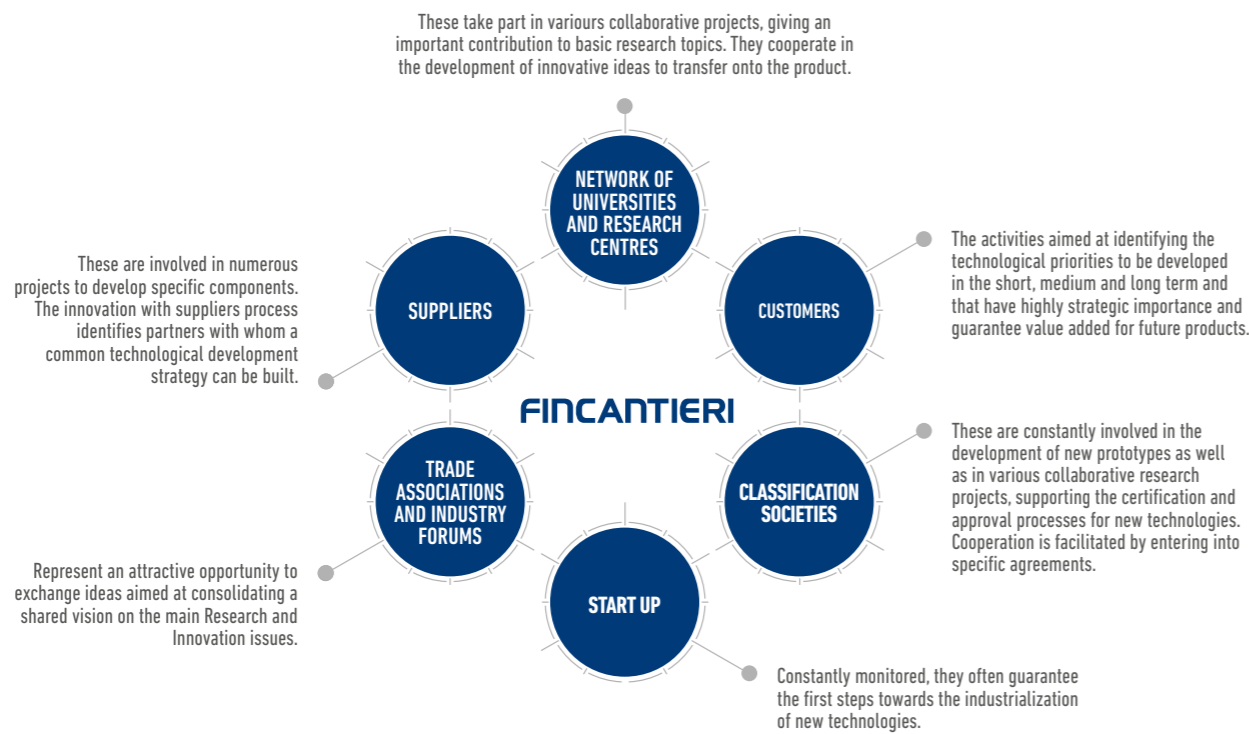 These take part in variours collaborative projects, giving an
important contribution to basic research topics. They cooperate in
the development of innovative ideas to transfer onto the product.
NETWORK OF
UNIVERSITIES
AND RESEARCH
CENTRES
These are involved in numerous
projects to develop specific components.
The innovation with suppliers process
identifies partners with whom a
common technological development
strategy can be built.
SUPPLIERS
CUSTOMERS
The activities aimed at identifying the
technological priorities to be developed
in the short, medium and long term and
that have highly strategic importance and
guarantee value added for future products.
FINCANTIERI
TRADE
ASSOCIATIONS
AND INDUSTRY
FORUMS
Represent an attractive opportunity to
exchange ideas aimed at consolidating a
shared vision on the main Research and
Innovation issues.
CLASSIFICATION
SOCIETIES
These are constantly involved in the
development of new prototypes as well
as in various collaborative research
projects, supporting the certification and
approval processes for new technologies.
Cooperation is facilitated by entering into
specific agreements.
START UP
Constantly monitored, they often guarantee
the first steps towards the industrialization
of new technologies.